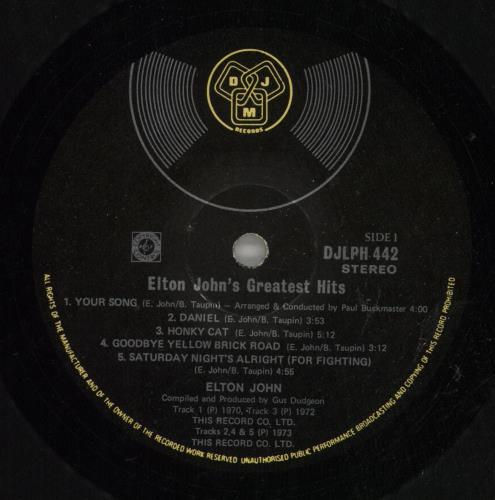 D J M
RECORDS
SIDE 1
DJLPH 442
STEREO
Elton John's Greatest Hits
1. YOUR SONG (E. John/B. Taupin) – Arranged & Conducted by Paul Buckmaster 4:00
2. DANIEL (E. John/B. Taupin) 3:53
3. HONKY CAT (E. John/B. Taupin) 5:12
4. GOODBYE YELLOW BRICK ROAD (E. John/B. Taupin) 3:12
5. SATURDAY NIGHT'S ALRIGHT (FOR FIGHTING)
(E. John/B. Taupin) 4:55
ELTON JOHN
Compiled and Produced by Gus Dudgeon
Track 1 (P) 1970, Track 3 (P) 1972
THIS RECORD CO. LTD.
Tracks 2,4 & 5 (P) 1973
THIS RECORD CO. LTD.
ALL RIGHTS OF THE MANUFACTURER AND OF THE OWNER OF THE RECORDED WORK RESERVED UNAUTHORISED PUBLIC PERFORMANCE BROADCASTING AND COPYING OF THIS RECORD PROHIBITED